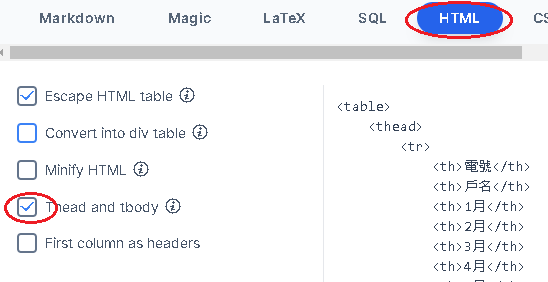 Markdown Magic LaTeX SQL HTML CS
Escape HTML table
Convert into div table
Minify HTML
Thead and tbody
First column as headers
<table>
<thead>
<tr>
<th>電號</th>
<th>戶名</th>
<th>1月</th>
<th>2月</th>
<th>3月</th>
<th>4月</th>